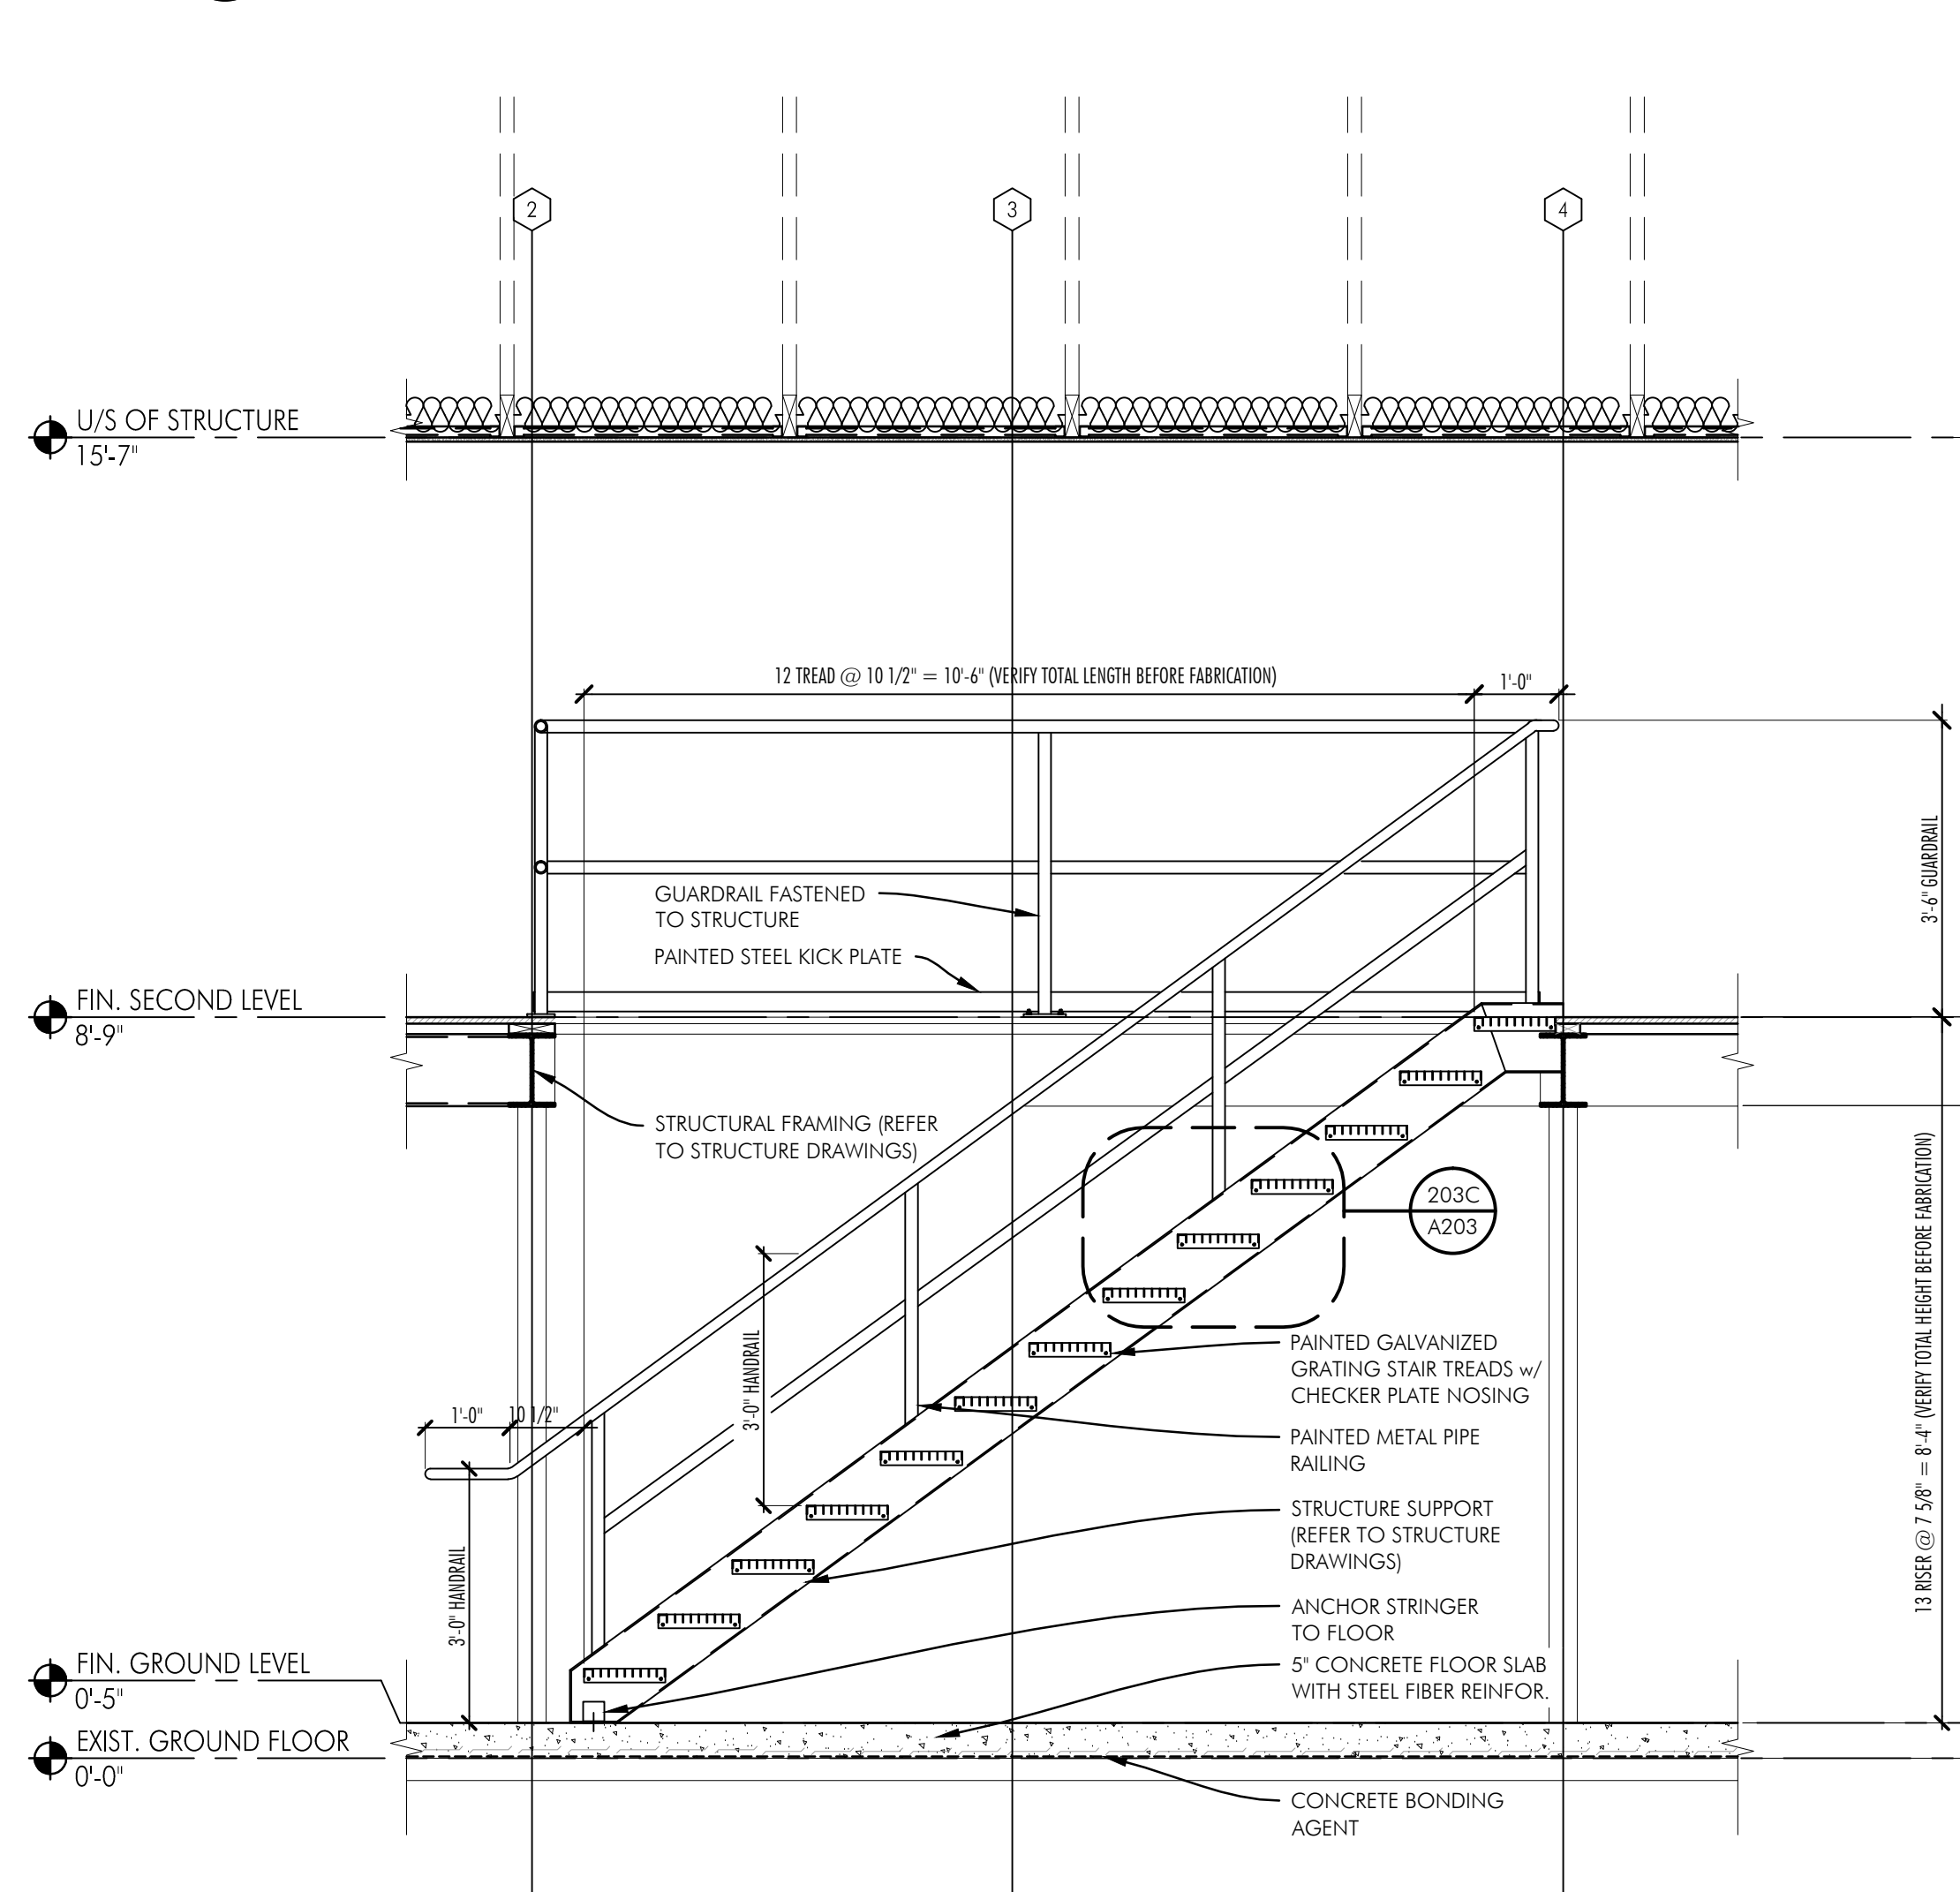 2
3
4
U/S OF STRUCTURE
15'-7"
12 TREAD @ 10 1/2" = 10'-6" (VERIFY TOTAL LENGTH BEFORE FABRICATION)
1'-0"
3'-6" GUARDRAIL
GUARDRAIL FASTENED
TO STRUCTURE
PAINTED STEEL KICK PLATE
FIN. SECOND LEVEL
8'-9"
STRUCTURAL FRAMING (REFER
TO STRUCTURE DRAWINGS)
203C
A203
13 RISER @ 7 5/8" = 8'-4" (VERIFY TOTAL HEIGHT BEFORE FABRICATION)
3'-0" HANDRAIL
1'-0"
10 1/2"
PAINTED GALVANIZED
GRATING STAIR TREADS w/
CHECKER PLATE NOSING
PAINTED METAL PIPE
RAILING
STRUCTURE SUPPORT
(REFER TO STRUCTURE
DRAWINGS)
3'-0" HANDRAIL
ANCHOR STRINGER
TO FLOOR
5" CONCRETE FLOOR SLAB
WITH STEEL FIBER REINFOR.
FIN. GROUND LEVEL
0'-5"
EXIST. GROUND FLOOR
0'-0"
CONCRETE BONDING
AGENT